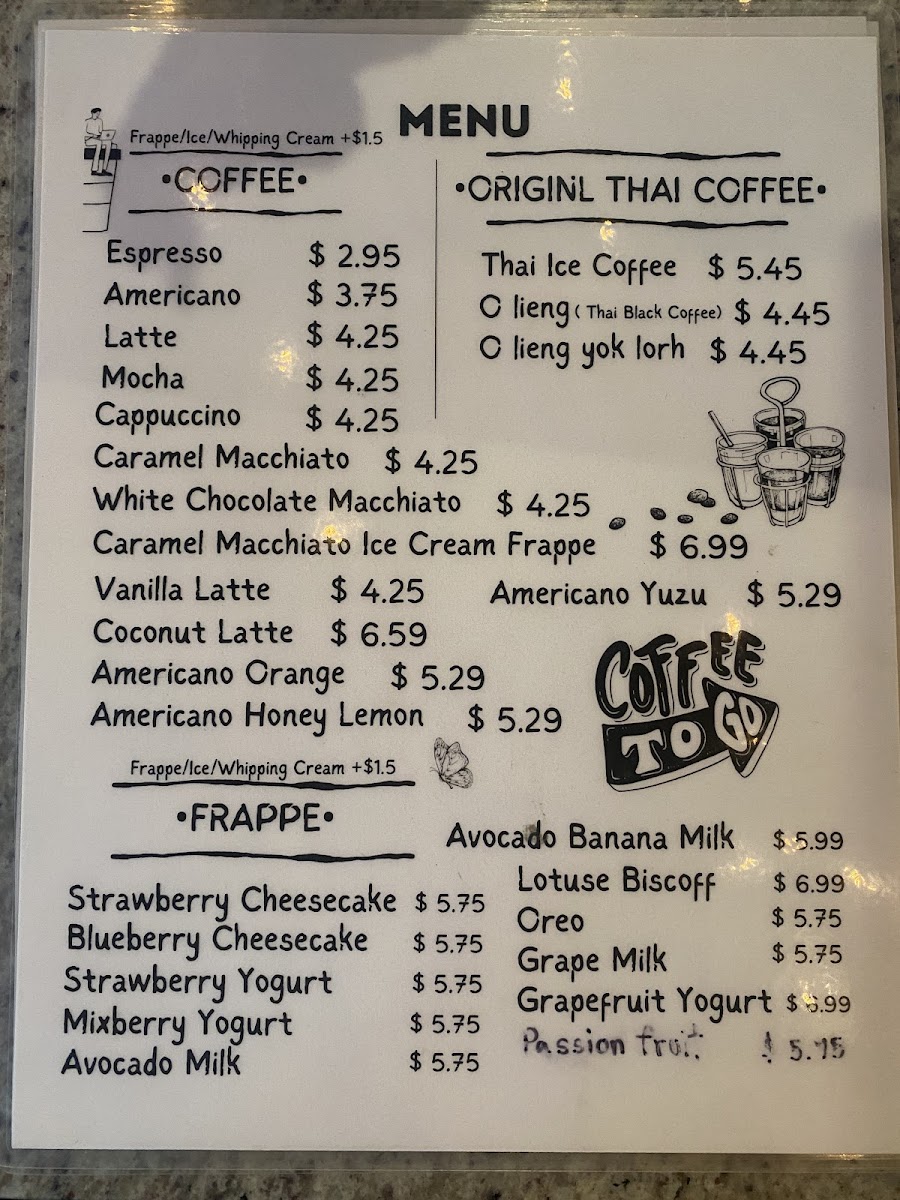 MENU
Frappe/Ice/Whipping Cream +$1.5
•COFFEE•
Espresso $ 2.95
Americano $ 3.75
Latte $ 4.25
Mocha $ 4.25
Cappuccino $ 4.25
Caramel Macchiato $ 4.25
White Chocolate Macchiato $ 4.25
Caramel Macchiato Ice Cream Frappe $ 6.99
Vanilla Latte $ 4.25
Coconut Latte $ 6.59
Americano Orange $ 5.29
Americano Honey Lemon $ 5.29
•ORIGINL THAI COFFEE•
Thai Ice Coffee $ 5.45
O lieng ( Thai Black Coffee) $ 4.45
O lieng yok lorh $ 4.45
Americano Yuzu $ 5.29
COFFEE
TO GO
Frappe/Ice/Whipping Cream +$1.5
•FRAPPE•
Strawberry Cheesecake $ 5.75
Blueberry Cheesecake $ 5.75
Strawberry Yogurt $ 5.75
Mixberry Yogurt $ 5.75
Avocado Milk $ 5.75
Avocado Banana Milk $ 5.99
Lotuse Biscoff $ 6.99
Oreo $ 5.75
Grape Milk $ 5.75
Grapefruit Yogurt $
Passion fruit $